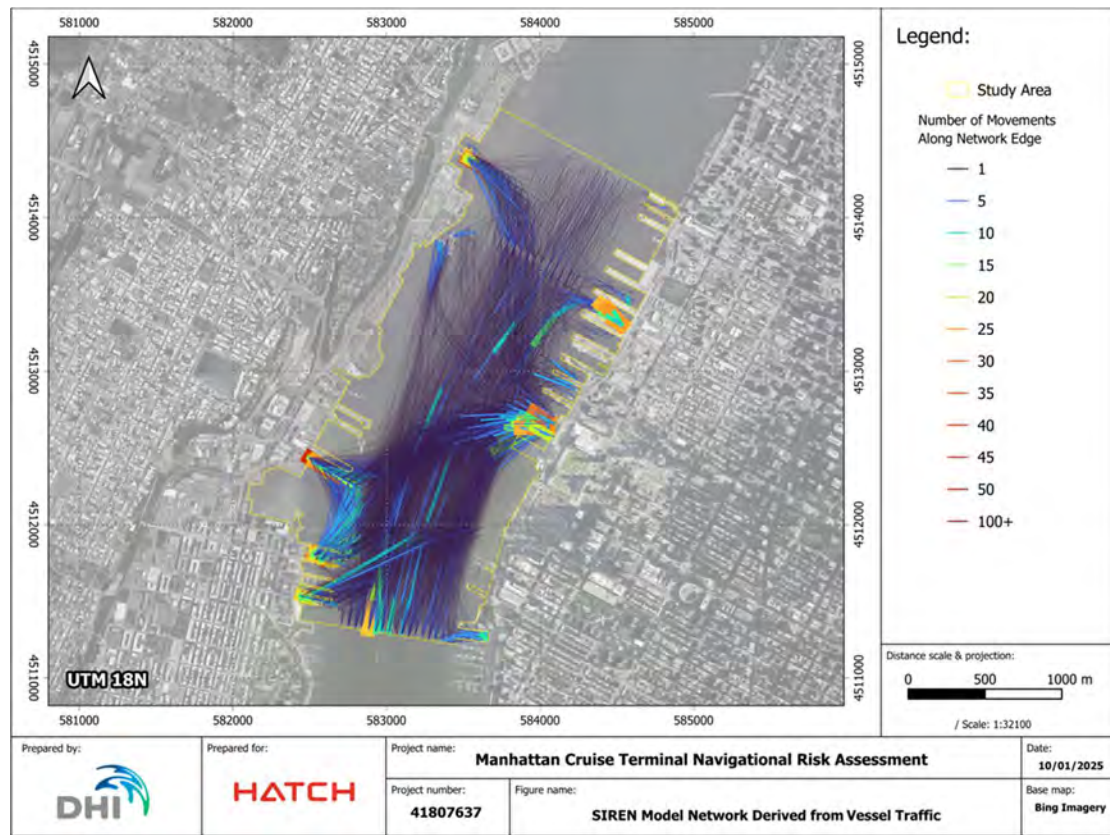 581000 582000 583000 584000 585000
4515000
4514000
4513000
4512000
4511000
4515000
4514000
4513000
4512000
4511000
UTM 18N
581000 582000 583000 584000 585000
Legend:
Study Area
Number of Movements
Along Network Edge
1
5
10
15
20
25
30
35
40
45
50
100+
Distance scale & projection:
0 500 1000 m
/ Scale: 1:32100
Prepared by:
DHI
Prepared for:
HATCH
Project name:
Manhattan Cruise Terminal Navigational Risk Assessment
Date:
10/01/2025
Project number:
41807637
Figure name:
SIREN Model Network Derived from Vessel Traffic
Base map:
Bing Imagery